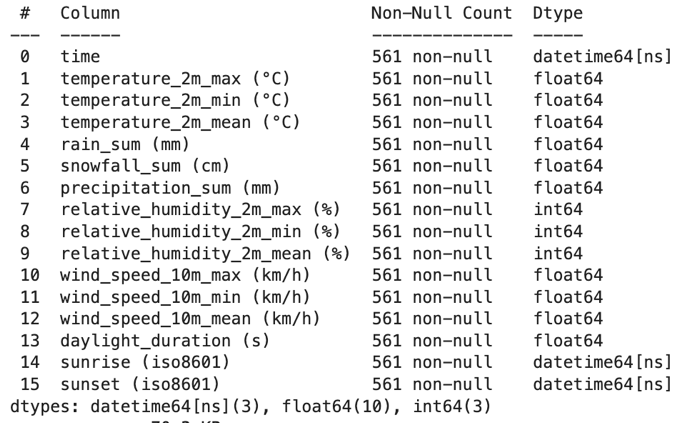 #   Column                        Non-Null Count  Dtype
---  ------                        --------------  -----
 0   time                          561 non-null    datetime64[ns]
 1   temperature_2m_max (°C)       561 non-null    float64
 2   temperature_2m_min (°C)       561 non-null    float64
 3   temperature_2m_mean (°C)      561 non-null    float64
 4   rain_sum (mm)                 561 non-null    float64
 5   snowfall_sum (cm)             561 non-null    float64
 6   precipitation_sum (mm)        561 non-null    float64
 7   relative_humidity_2m_max (%)  561 non-null    int64
 8   relative_humidity_2m_min (%)  561 non-null    int64
 9   relative_humidity_2m_mean (%) 561 non-null    int64
 10  wind_speed_10m_max (km/h)     561 non-null    float64
 11  wind_speed_10m_min (km/h)     561 non-null    float64
 12  wind_speed_10m_mean (km/h)    561 non-null    float64
 13  daylight_duration (s)         561 non-null    float64
 14  sunrise (iso8601)             561 non-null    datetime64[ns]
 15  sunset (iso8601)              561 non-null    datetime64[ns]
dtypes: datetime64[ns](3), float64(10), int64(3)